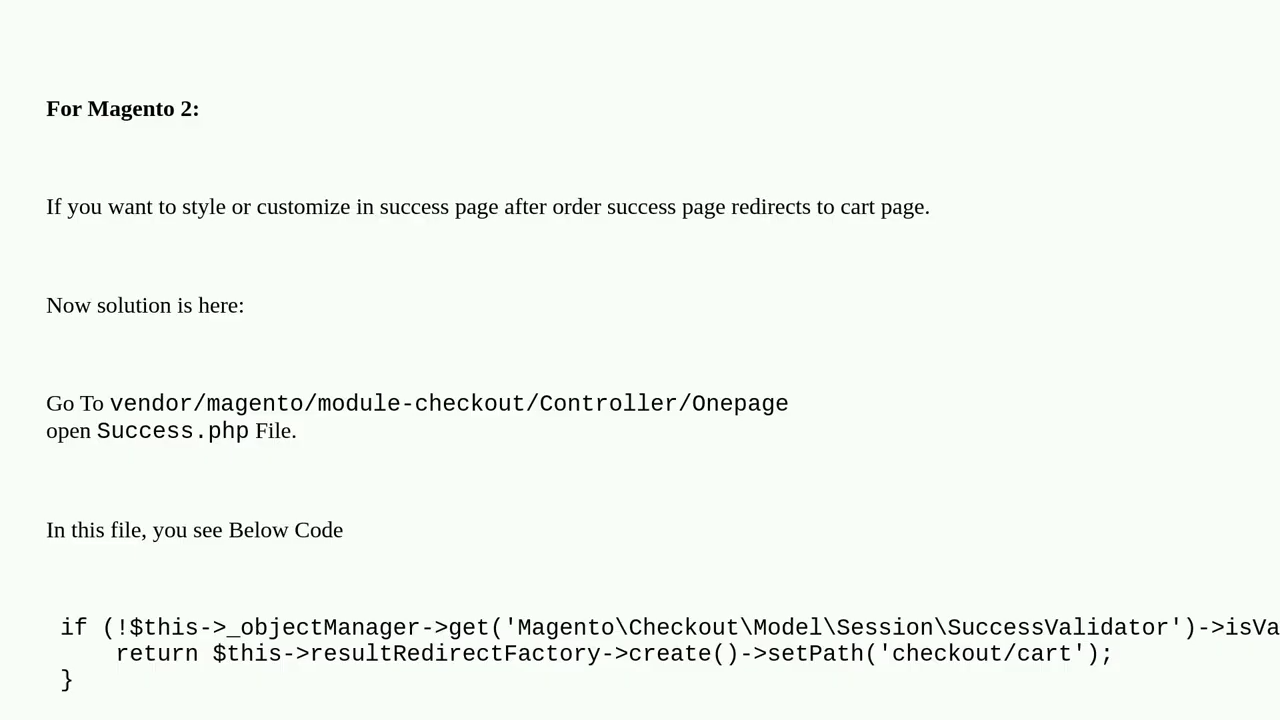 For Magento 2:
If you want to style or customize in success page after order success page redirects to cart page.
Now solution is here:
Go To vendor/magento/module-checkout/Controller/Onepage
open Success.php File.
In this file, you see Below Code
if (!$this->_objectManager->get('Magento\Checkout\Model\Session\SuccessValidator')->isVa
    return $this->resultRedirectFactory->create()->setPath('checkout/cart');
}